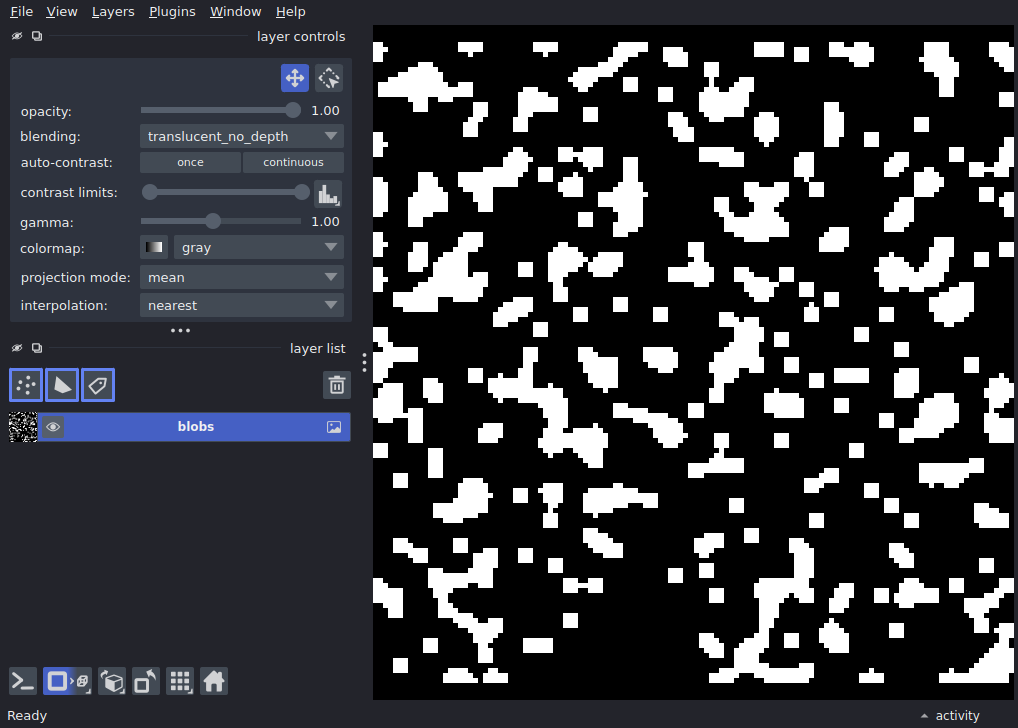 File View Layers Plugins Window Help
layer controls
opacity: 1.00
blending: translucent_no_depth
auto-contrast: once continuous
contrast limits:
gamma: 1.00
colormap: gray
projection mode: mean
interpolation: nearest
layer list
blobs
Ready activity